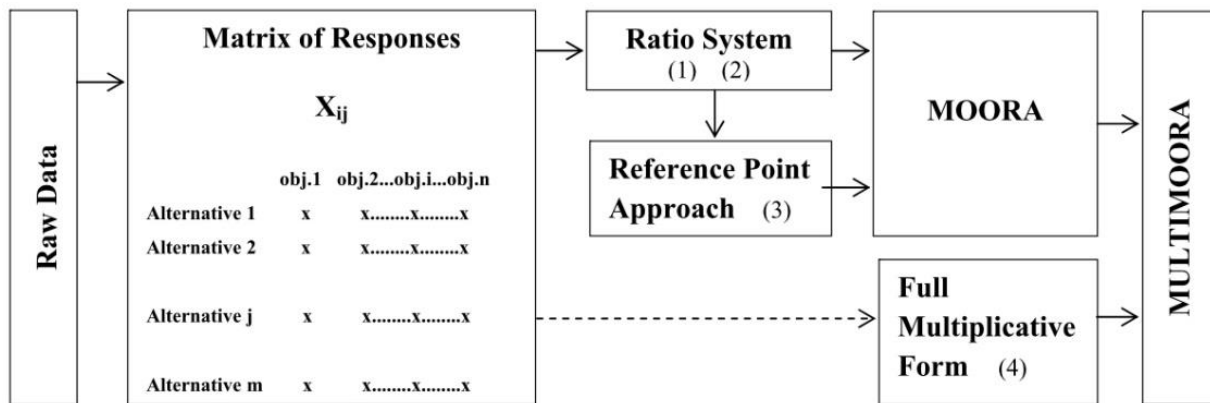 Raw Data
Matrix of Responses
Xij
obj.1 obj.2...obj.i...obj.n
Alternative 1 x x........x........x
Alternative 2 x x........x........x
Alternative j x x........x........x
Alternative m x x........x........x
Ratio System
(1) (2)
Reference Point
Approach (3)
MOORA
Full
Multiplicative
Form (4)
MULTIMOORA